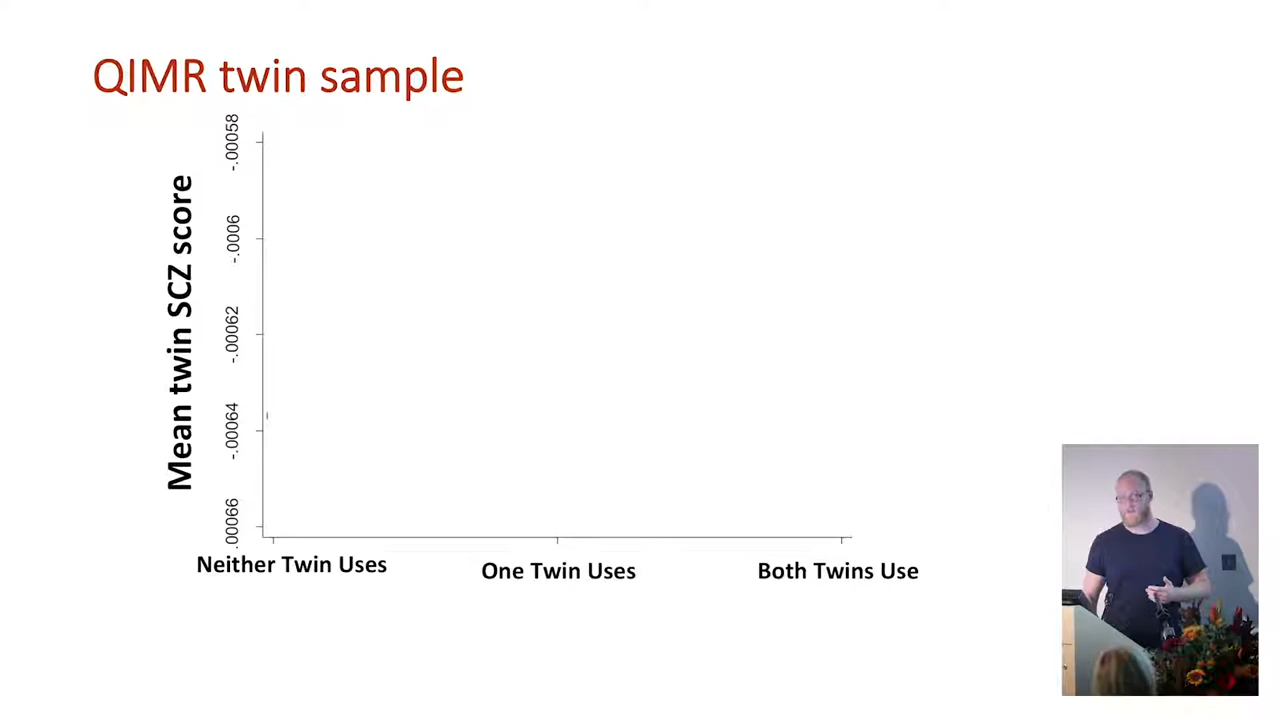 QIMR twin sample
Mean twin SCZ score
-.00058
-.0006
-.00062
-.00064
.00066
Neither Twin Uses
One Twin Uses
Both Twins Use